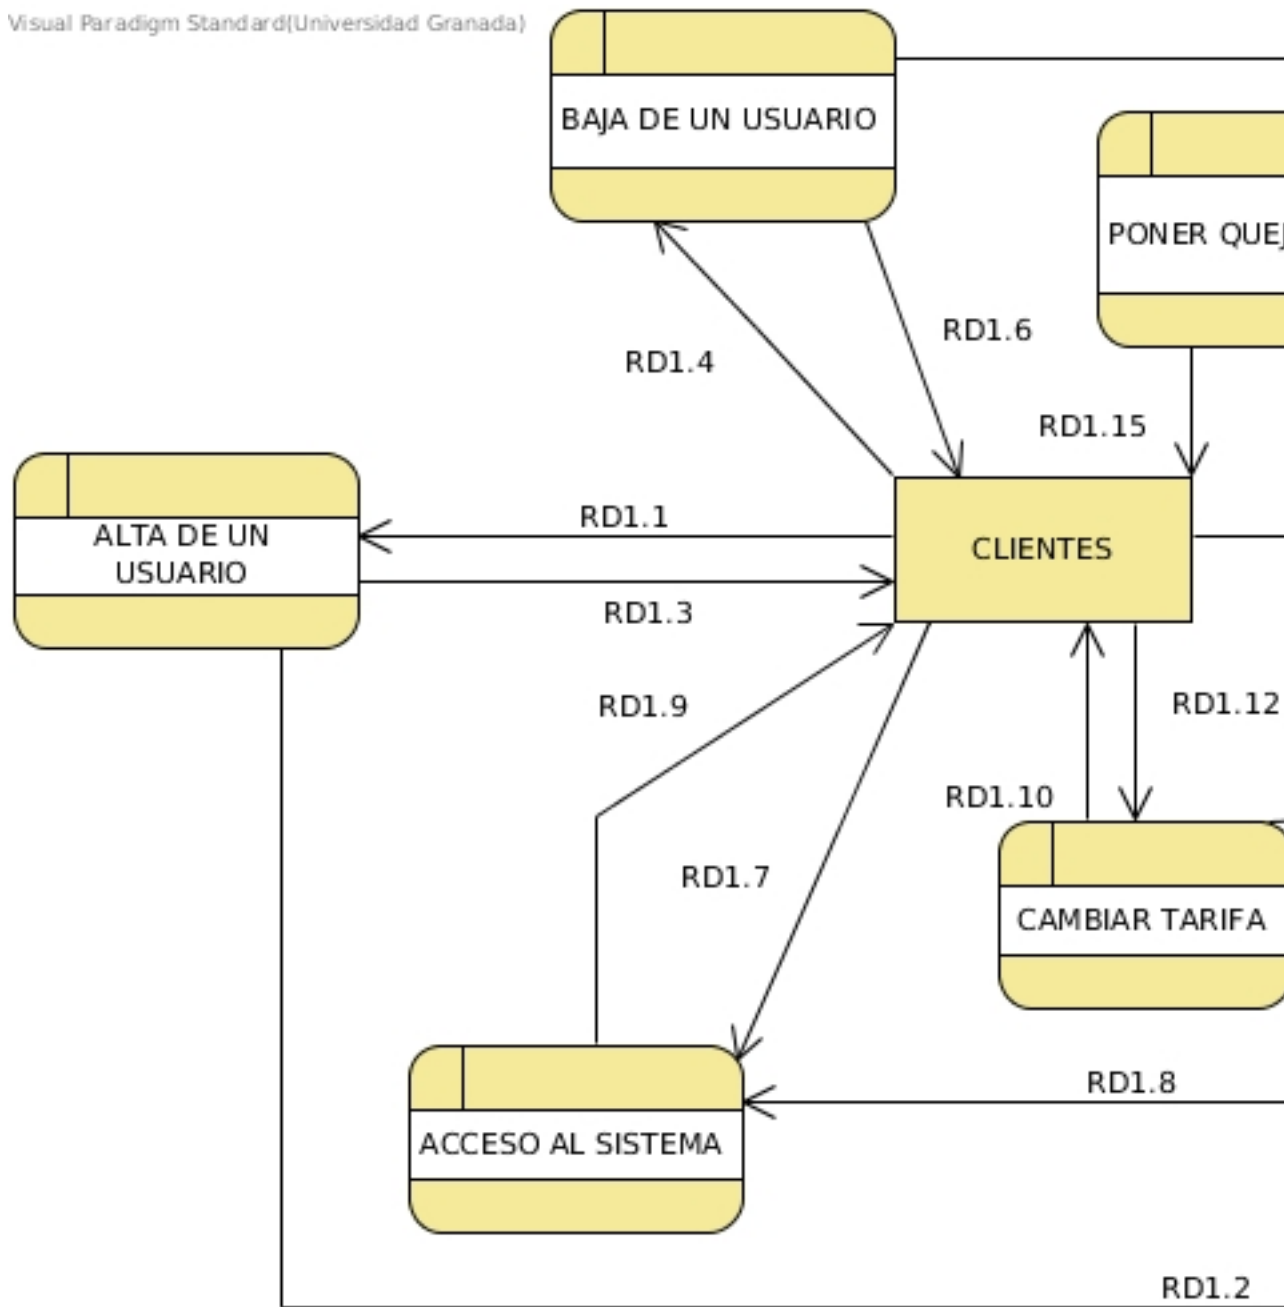 Visual Paradigm Standard(Universidad Granada)
BAJA DE UN USUARIO
PONER QUEJ
RD1.6
RD1.4
RD1.15
RD1.1
ALTA DE UN
USUARIO
CLIENTES
RD1.3
RD1.9
RD1.12
RD1.10
RD1.7
CAMBIAR TARIFA
RD1.8
ACCESO AL SISTEMA
RD1.2